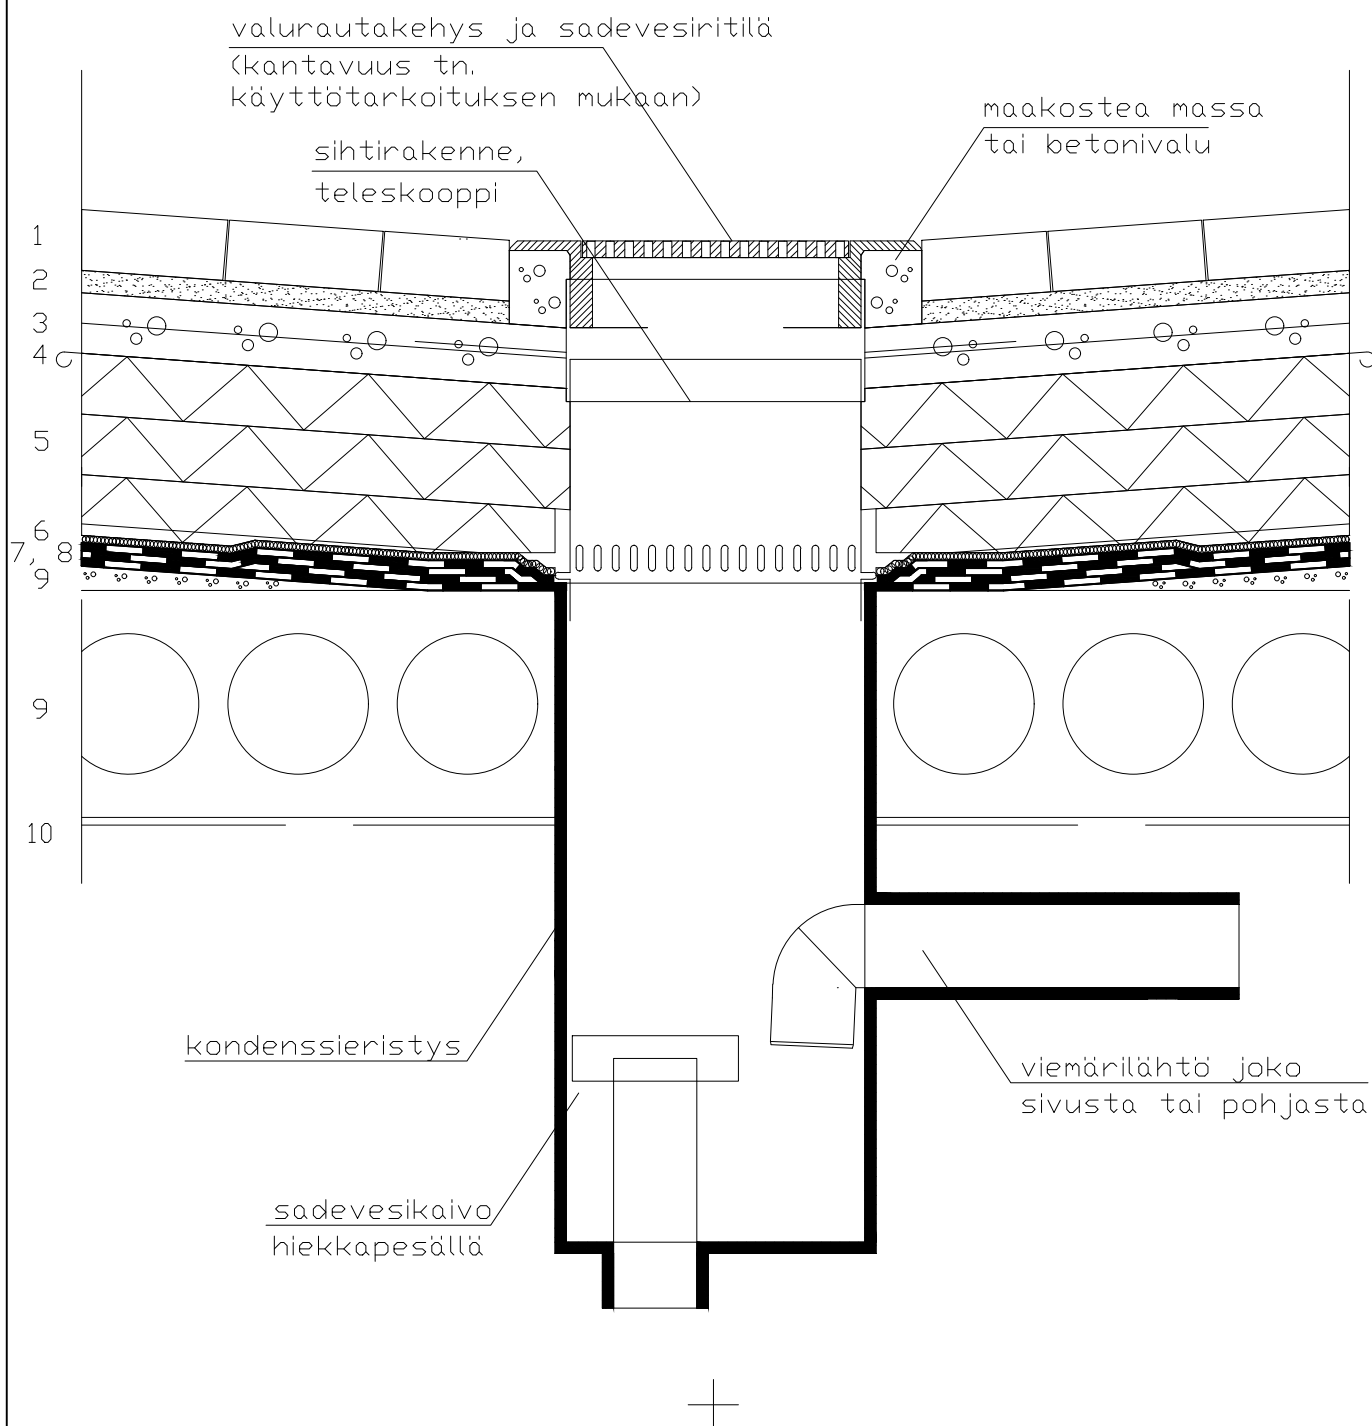 valurautakehys ja sadevesiritilä
(kantavuus tn.
käyttötarkoituksen mukaan)
maakostea massa
tai betonivalu
sihtirakenne,
teleskooppi
1
2
3
4
5
6
7, 8
9
9
10
kondenssieristys
viemärilähtö joko
sivusta tai pohjasta
sadevesikaivo
hiekkapesällä